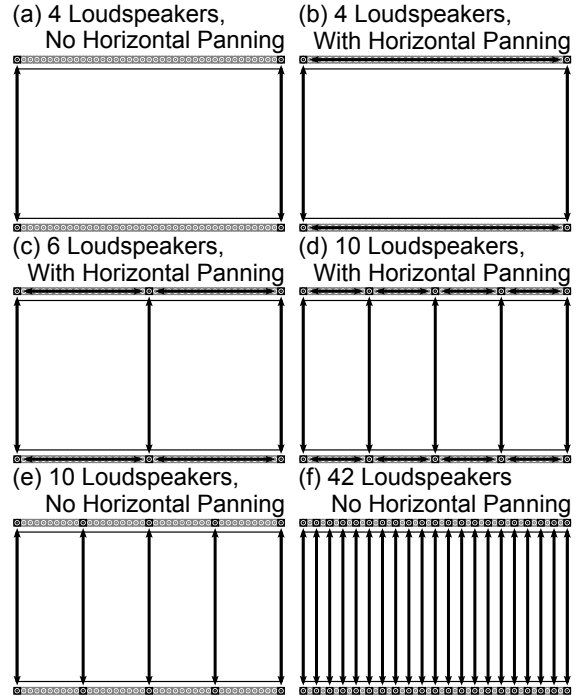 (a) 4 Loudspeakers,
No Horizontal Panning
(b) 4 Loudspeakers,
With Horizontal Panning
(c) 6 Loudspeakers,
With Horizontal Panning
(d) 10 Loudspeakers,
With Horizontal Panning
(e) 10 Loudspeakers,
No Horizontal Panning
(f) 42 Loudspeakers
No Horizontal Panning